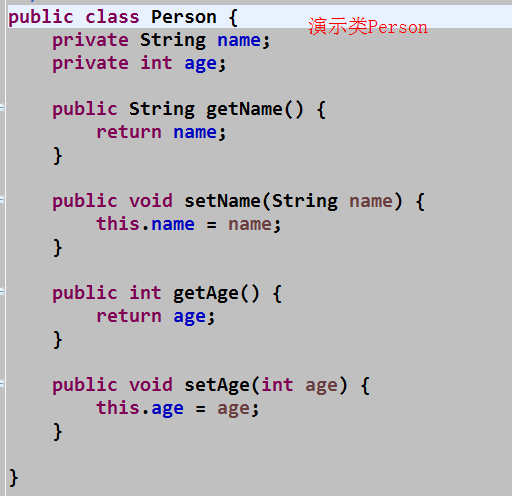 public class Person {
演示类Person
    private String name;
    private int age;

    public String getName() {
        return name;
    }

    public void setName(String name) {
        this.name = name;
    }

    public int getAge() {
        return age;
    }

    public void setAge(int age) {
        this.age = age;
    }

}